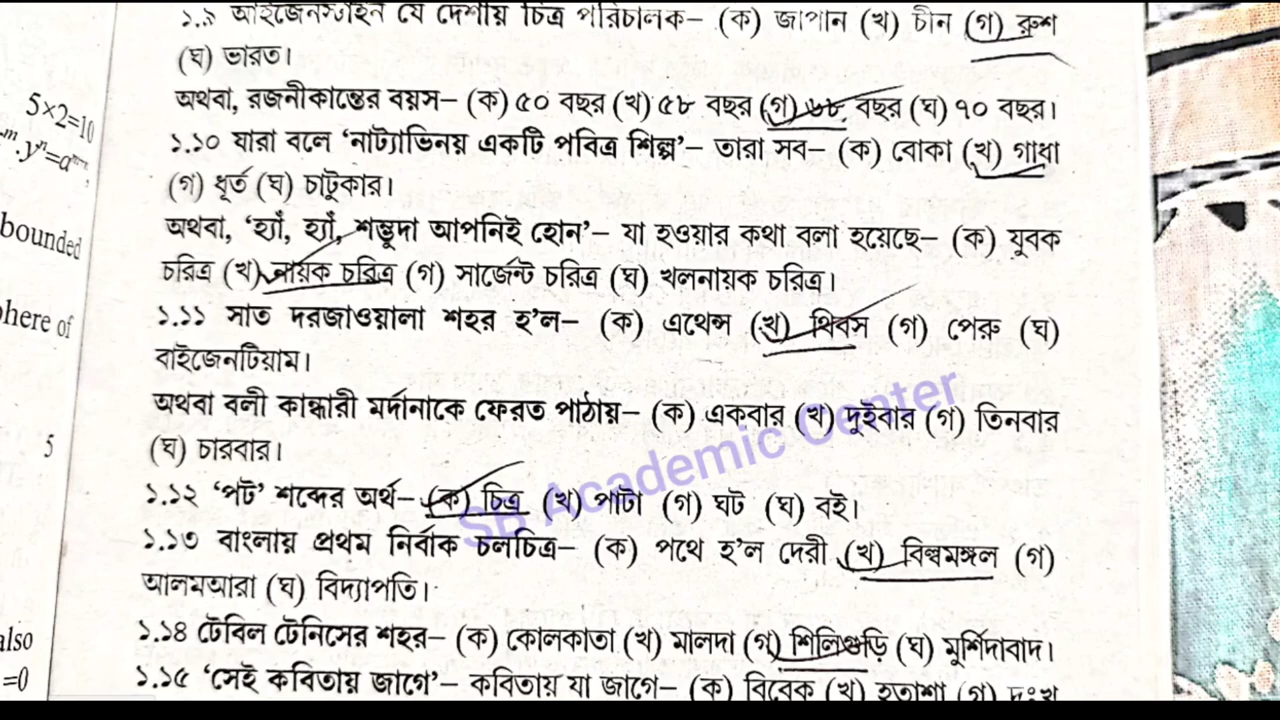 ১.৯ আইজেনস্টাইন যে দেশীয় চিত্র পরিচালক– (ক) জাপান (খ) চীন (গ) রুশ
(ঘ) ভারত।
অথবা, রজনীকান্তের বয়স– (ক) ৫০ বছর (খ) ৫৮ বছর (গ) ৬৮ বছর (ঘ) ৭০ বছর।
১.১০ যারা বলে ‘নাট্যাভিনয় একটি পবিত্র শিল্প’– তারা সব– (ক) বোকা (খ) গাধা
(গ) ধূর্ত (ঘ) চাটুকার।
অথবা, ‘হ্যাঁ, হ্যাঁ, শম্ভুদা আপনিই হোন’– যা হওয়ার কথা বলা হয়েছে– (ক) যুবক
চরিত্র (খ) নায়ক চরিত্র (গ) সার্জেন্ট চরিত্র (ঘ) খলনায়ক চরিত্র।
১.১১ সাত দরজাওয়ালা শহর হ’ল– (ক) এথেন্স (খ) থিবস (গ) পেরু (ঘ)
বাইজেনটিয়াম।
অথবা বলী কান্ধারী মর্দানাকে ফেরত পাঠায়– (ক) একবার (খ) দুইবার (গ) তিনবার
(ঘ) চারবার।
১.১২ ‘পট’ শব্দের অর্থ– (ক) চিত্র (খ) পাটা (গ) ঘট (ঘ) বই।
১.১৩ বাংলায় প্রথম নির্বাক চলচিত্র– (ক) পথে হ’ল দেরী (খ) বিল্বমঙ্গল (গ)
আলমআরা (ঘ) বিদ্যাপতি।
১.১৪ টেবিল টেনিসের শহর– (ক) কোলকাতা (খ) মালদা (গ) শিলিগুড়ি (ঘ) মুর্শিদাবাদ।
১.১৫ ‘সেই কবিতায় জাগে’– কবিতায় যা জাগে– (ক) বিবেক (খ) হতাশা (গ) দুঃখ
SB Academic Center
5×2=10
bounded
here of
5
also
=0